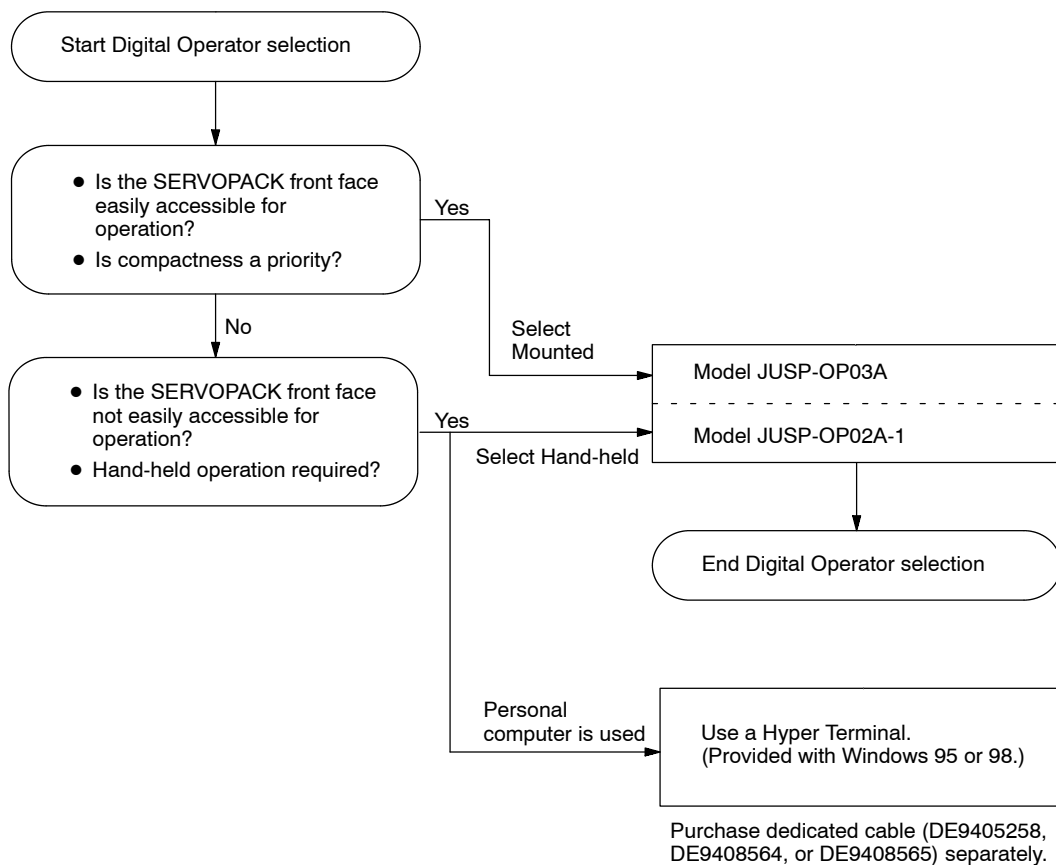 Start Digital Operator selection
● Is the SERVOPACK front face
easily accessible for
operation?
● Is compactness a priority?
Yes
No
Select
Mounted
Model JUSP-OP03A
● Is the SERVOPACK front face
not easily accessible for
operation?
● Hand-held operation required?
Yes
Select Hand-held
Model JUSP-OP02A-1
End Digital Operator selection
Personal
computer is used
Use a Hyper Terminal.
(Provided with Windows 95 or 98.)
Purchase dedicated cable (DE9405258,
DE9408564, or DE9408565) separately.